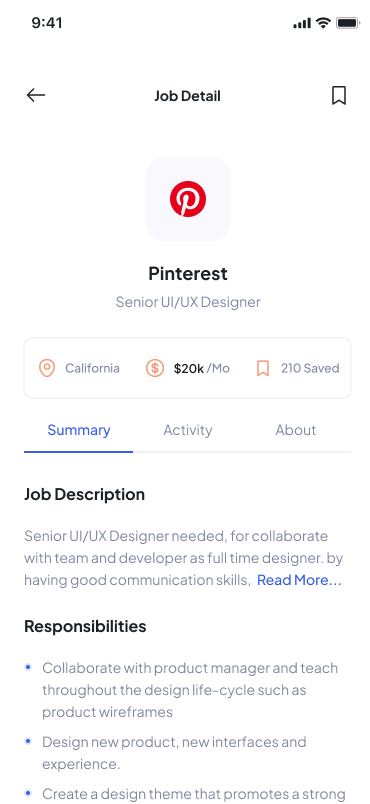 9:41
Job Detail
Pinterest
Senior UI/UX Designer
California
$20k /Mo
210 Saved
Summary
Activity
About
Job Description
Senior UI/UX Designer needed, for collaborate
with team and developer as full time designer. by
having good communication skills, Read More...
Responsibilities
Collaborate with product manager and teach
throughout the design life-cycle such as
product wireframes
Design new product, new interfaces and
experience.
Create a design theme that promotes a strong